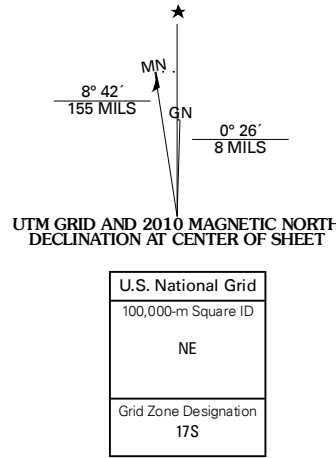 MN
8° 42´
155 MILS
GN
0° 26´
8 MILS
UTM GRID AND 2010 MAGNETIC NORTH
DECLINATION AT CENTER OF SHEET
U.S. National Grid
100,000-m Square ID
NE
Grid Zone Designation
17S